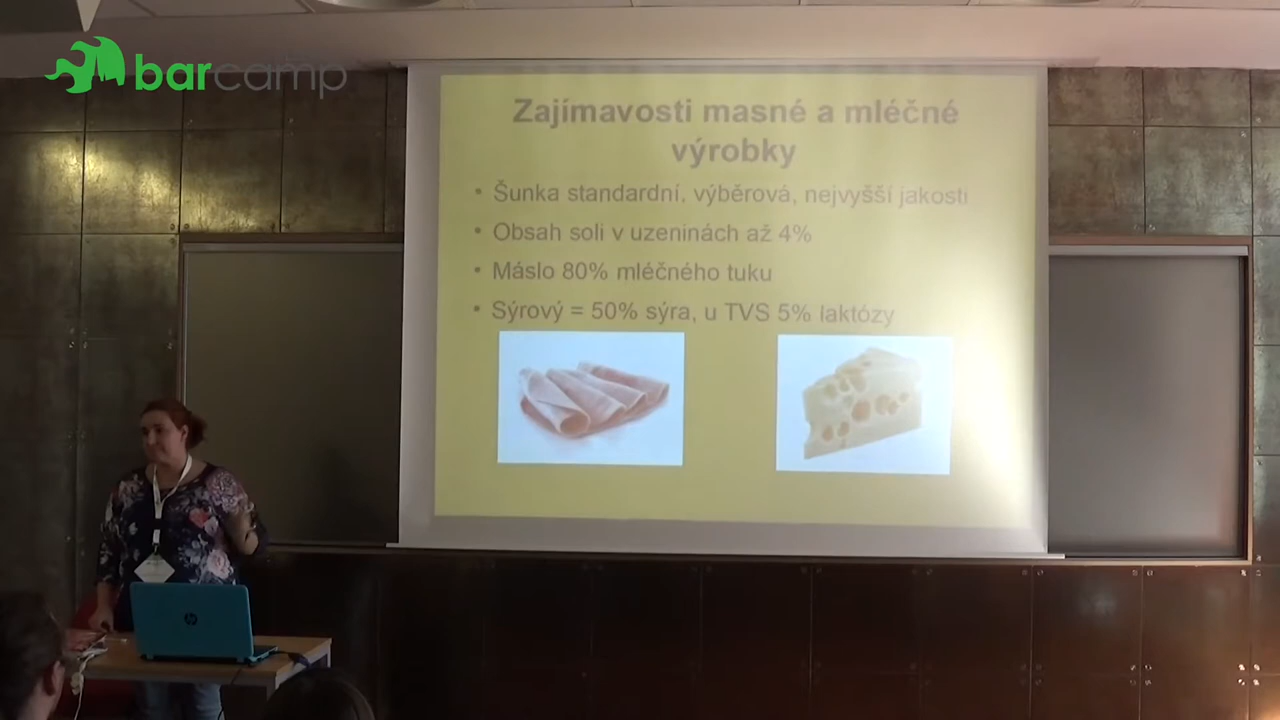 barcamp
Zajímavosti masné a mléčné
výrobky
• Šunka standardní, výběrová, nejvyšší jakosti
• Obsah soli v uzeninách až 4%
• Máslo 80% mléčného tuku
• Sýrový = 50% sýra, u TVS 5% laktózy
hp